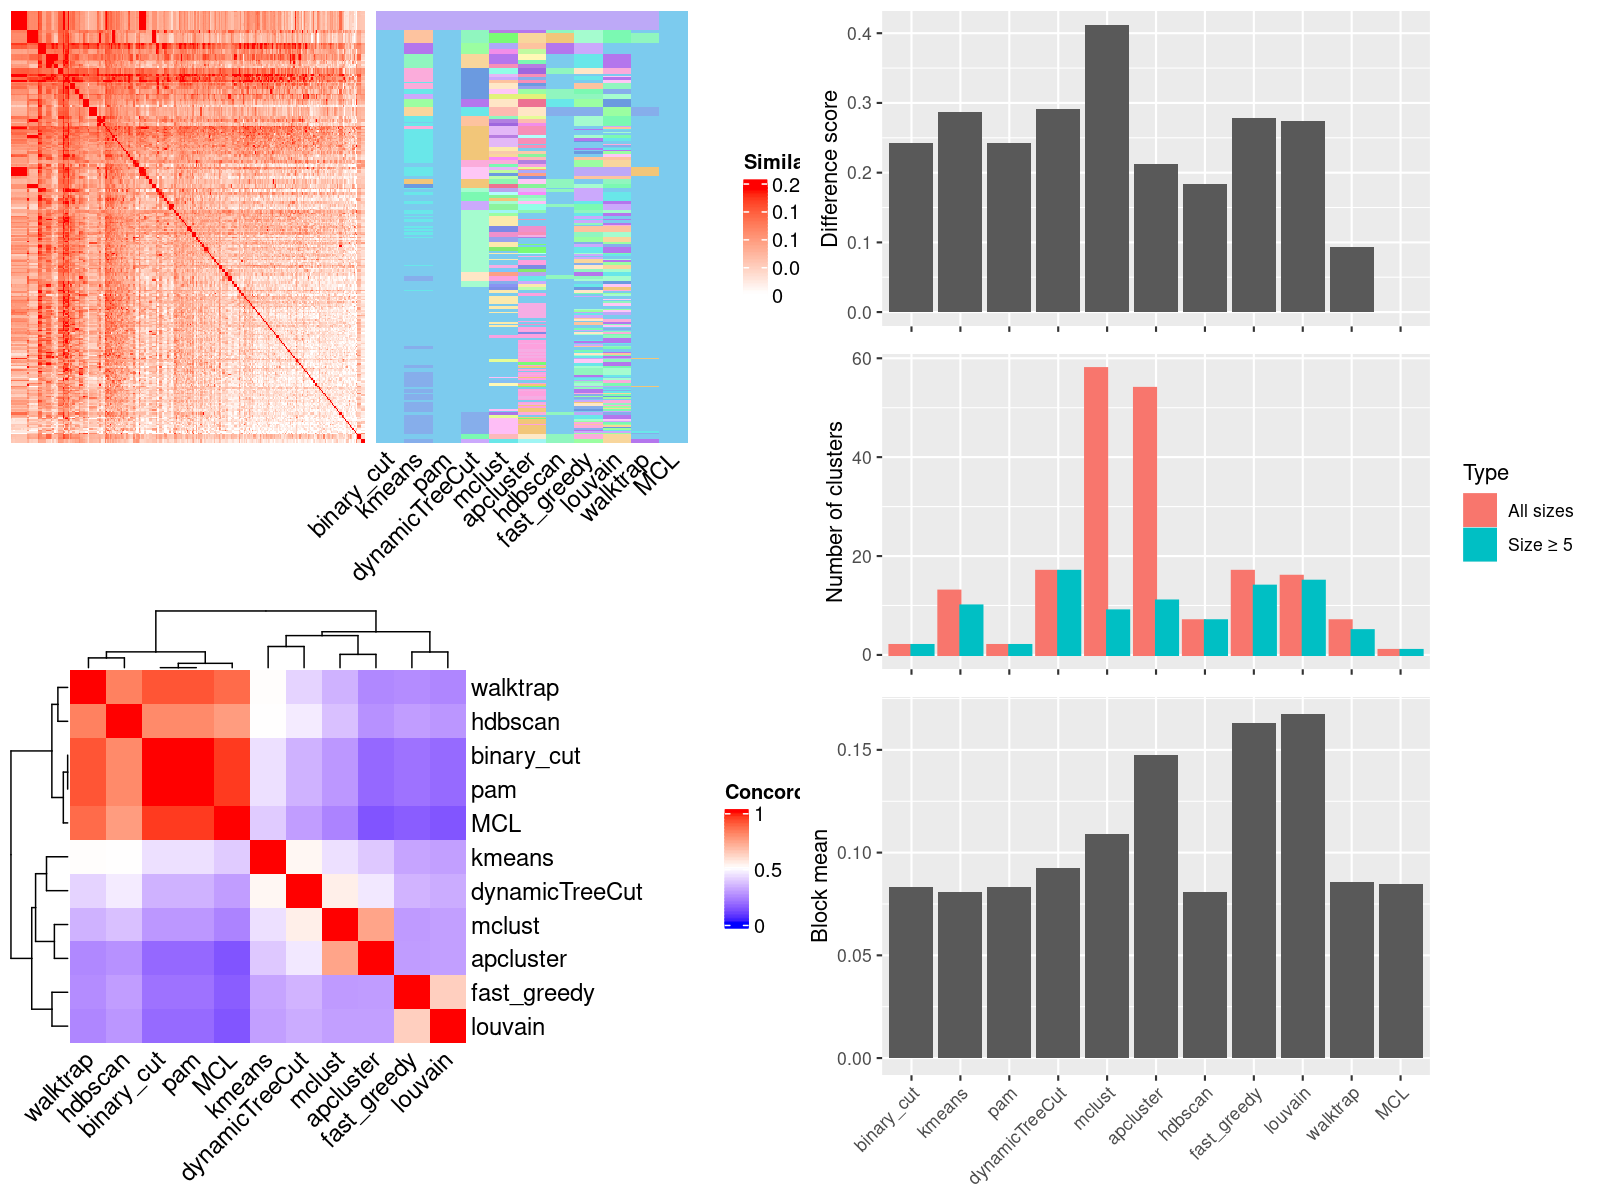 Simila
0.2
0.1
0.1
0.0
0
binary_cut
kmeans
pam
dynamicTreeCut
mclust
apcluster
hdbscan
fast_greedy
louvain
walktrap
MCL
walktrap
hdbscan
binary_cut
pam
MCL
kmeans
dynamicTreeCut
mclust
apcluster
fast_greedy
louvain
walktrap
hdbscan
binary_cut
pam
MCL
kmeans
dynamicTreeCut
mclust
apcluster
fast_greedy
louvain
Concord
1
0.5
0
Difference score
0.4
0.3
0.2
0.1
0.0
Number of clusters
60
40
20
0
Block mean
0.15
0.10
0.05
0.00
binary_cut
kmeans
pam
dynamicTreeCut
mclust
apcluster
hdbscan
fast_greedy
louvain
walktrap
MCL
Type
All sizes
Size ≥ 5